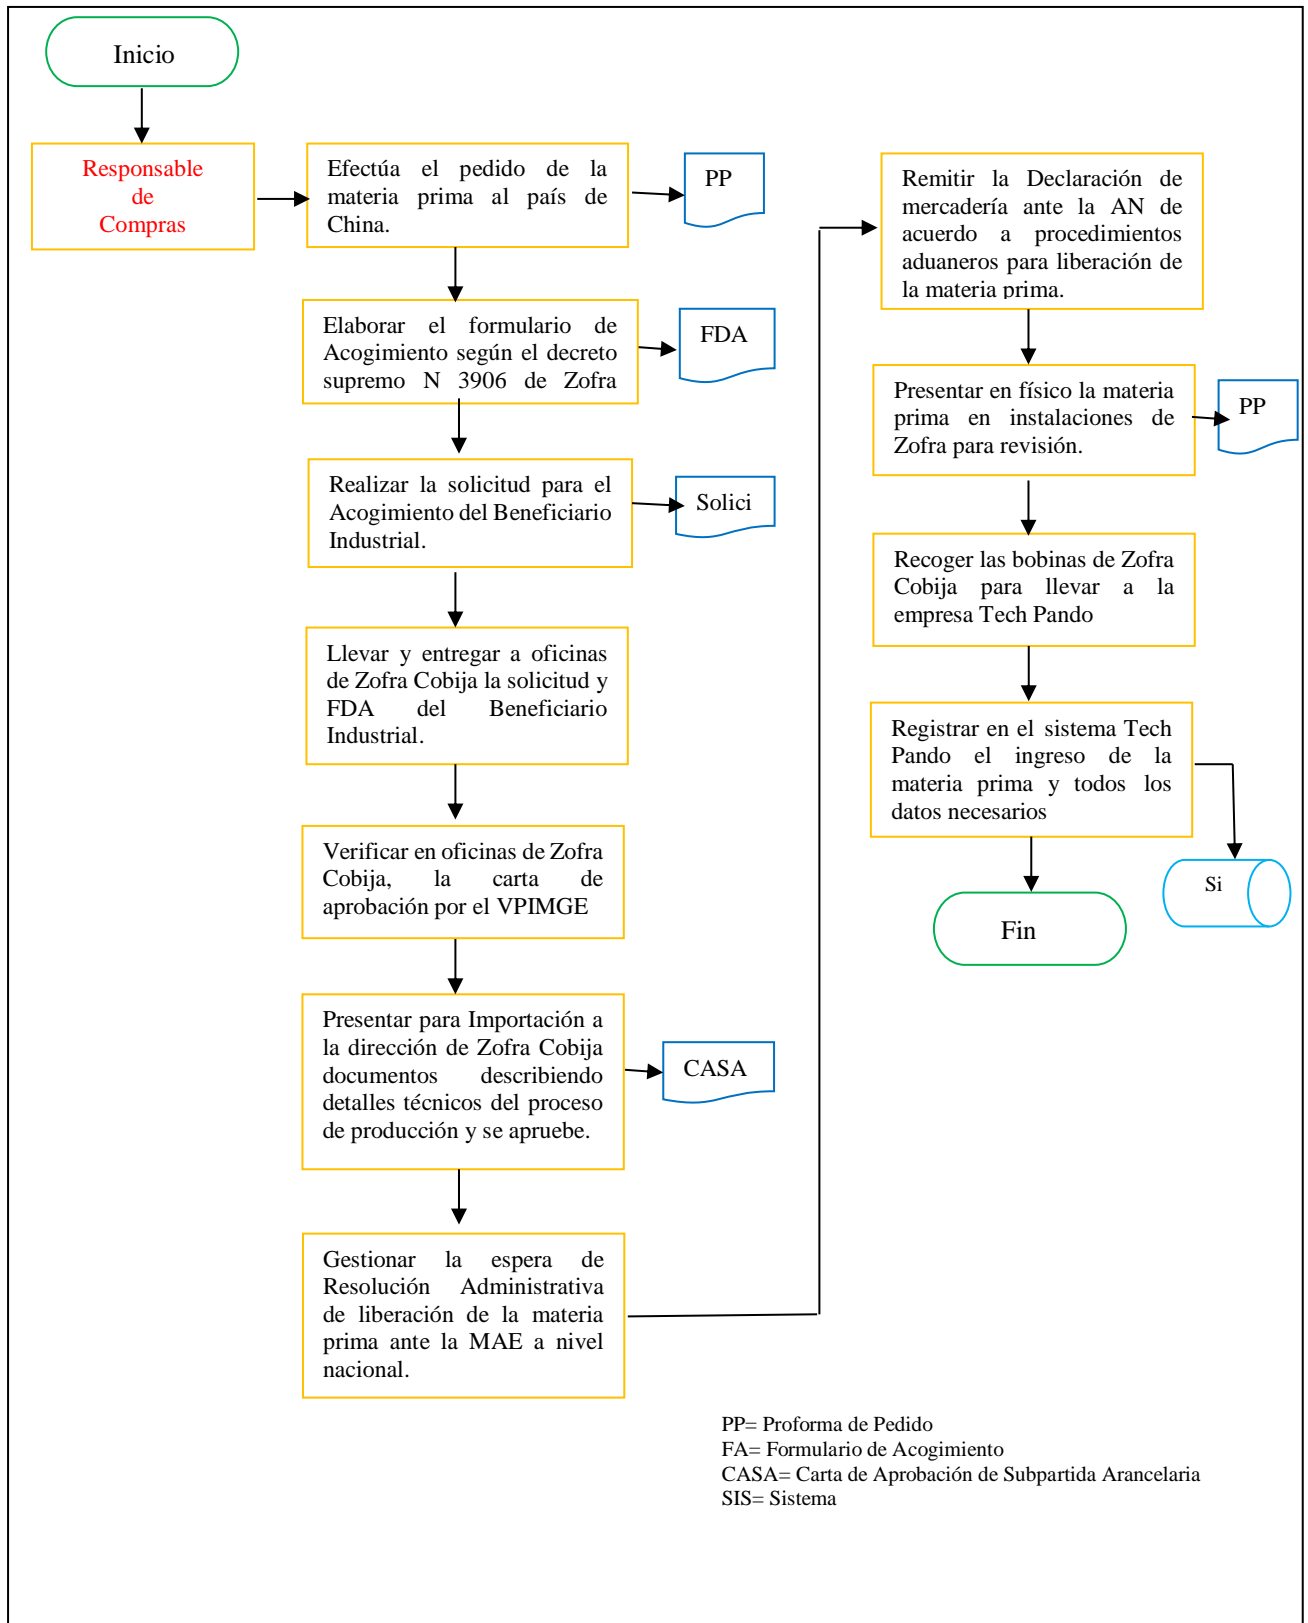 Inicio
Responsable
de
Compras
Efectúa el pedido de la
materia prima al país de
China.
PP
Elaborar el formulario de
Acogimiento según el decreto
supremo N 3906 de Zofra
FDA
Realizar la solicitud para el
Acogimiento del Beneficiario
Industrial.
Solici
Llevar y entregar a oficinas
de Zofra Cobija la solicitud y
FDA del Beneficiario
Industrial.
Verificar en oficinas de Zofra
Cobija, la carta de
aprobación por el VPIMGE
Presentar para Importación a
la dirección de Zofra Cobija
documentos describiendo
detalles técnicos del proceso
de producción y se apruebe.
CASA
Gestionar la espera de
Resolución Administrativa
de liberación de la materia
prima ante la MAE a nivel
nacional.
Remitir la Declaración de
mercadería ante la AN de
acuerdo a procedimientos
aduaneros para liberación de
la materia prima.
Presentar en físico la materia
prima en instalaciones de
Zofra para revisión.
PP
Recoger las bobinas de Zofra
Cobija para llevar a la
empresa Tech Pando
Registrar en el sistema Tech
Pando el ingreso de la
materia prima y todos los
datos necesarios
Si
Fin
PP= Proforma de Pedido
FA= Formulario de Acogimiento
CASA= Carta de Aprobación de Subpartida Arancelaria
SIS= Sistema